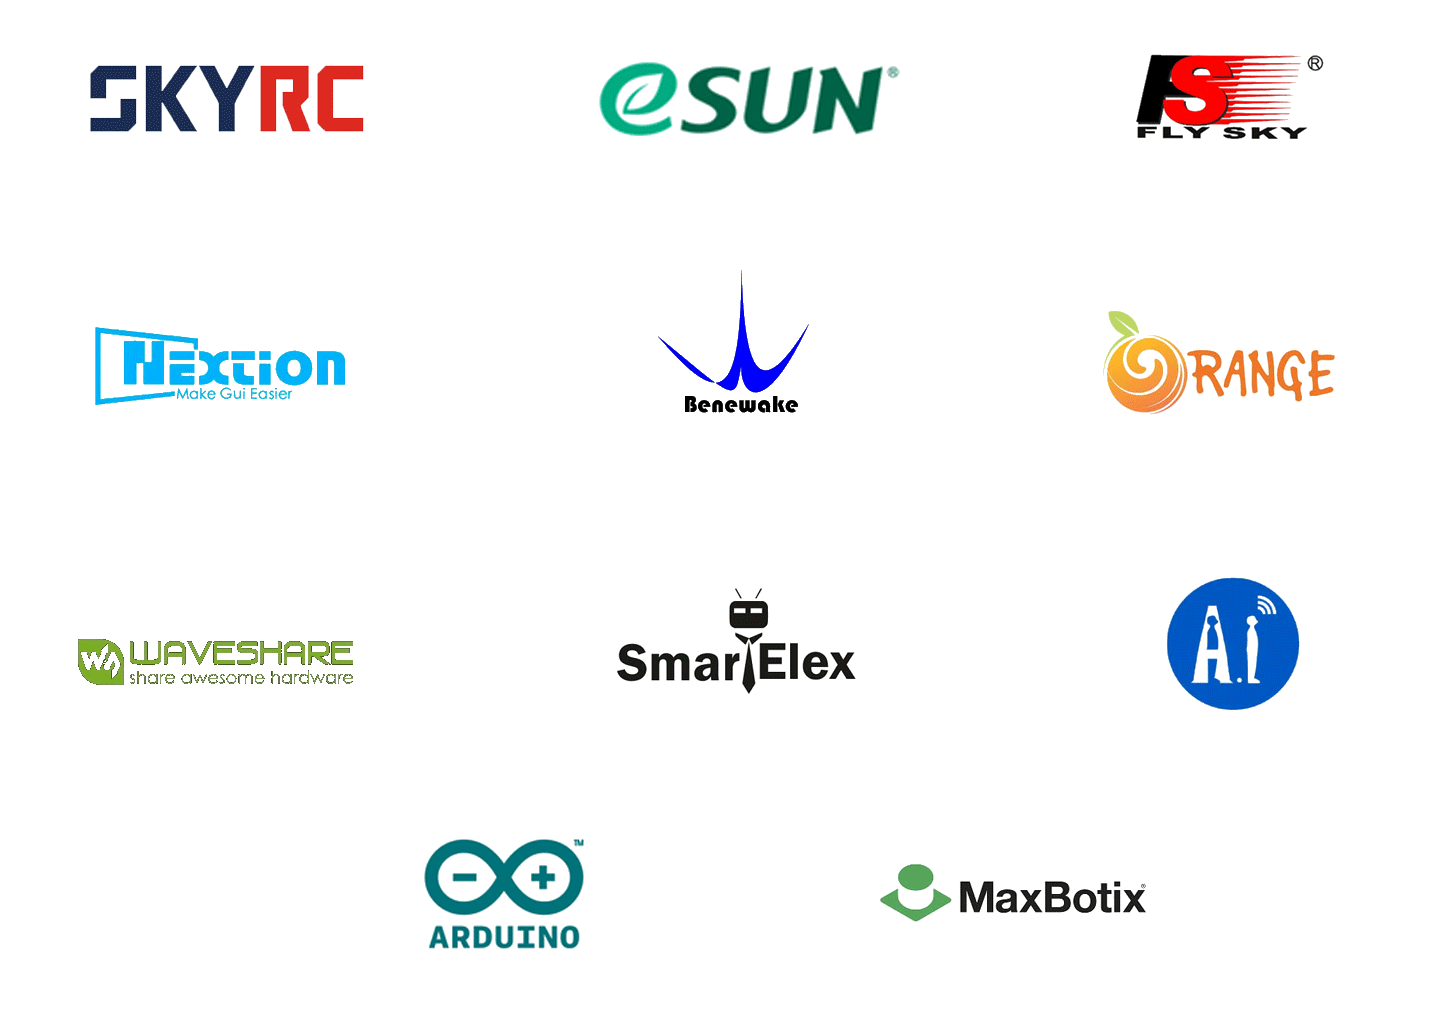 SKYRC
eSUN®
FS ®
FLY SKY
Nextion
Make Gui Easier
Benewake
ORANGE
WAVESHARE
share awesome hardware
SmartElex
A.i
ARDUINO™
MaxBotix®